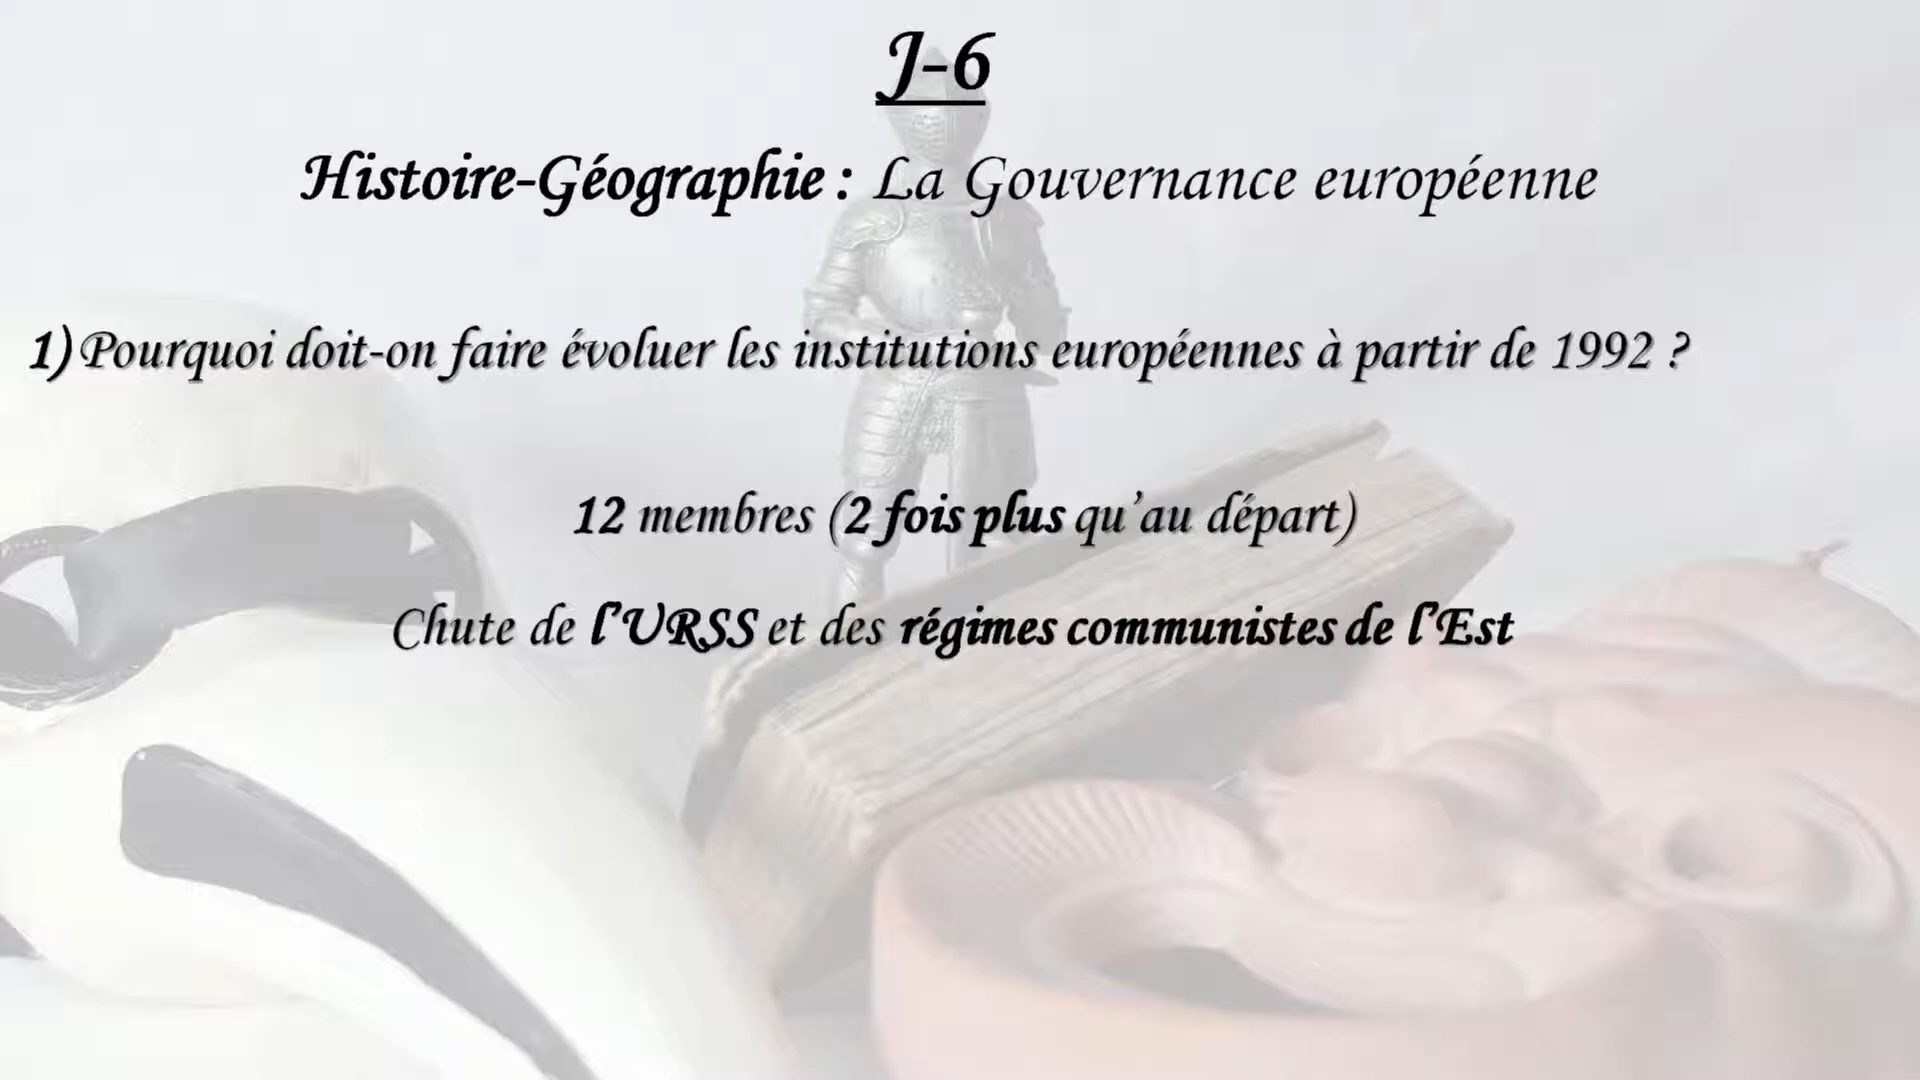 J-6
Histoire-Géographie : La Gouvernance européenne
1) Pourquoi doit-on faire évoluer les institutions européennes à partir de 1992 ?
12 membres (2 fois plus qu’au départ)
Chute de l’URSS et des régimes communistes de l’Est